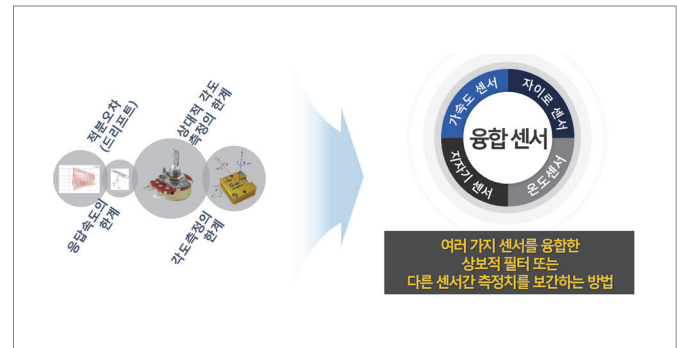 적분오차
(드리프트)
상대적 각도
측정의 한계
응답속도의
한계
각도측정의
한계
가속도 센서
자이로 센서
융합 센서
지자기 센서
온도센서
여러 가지 센서를 융합한
상보적 필터 또는
다른 센서간 측정치를 보간하는 방법